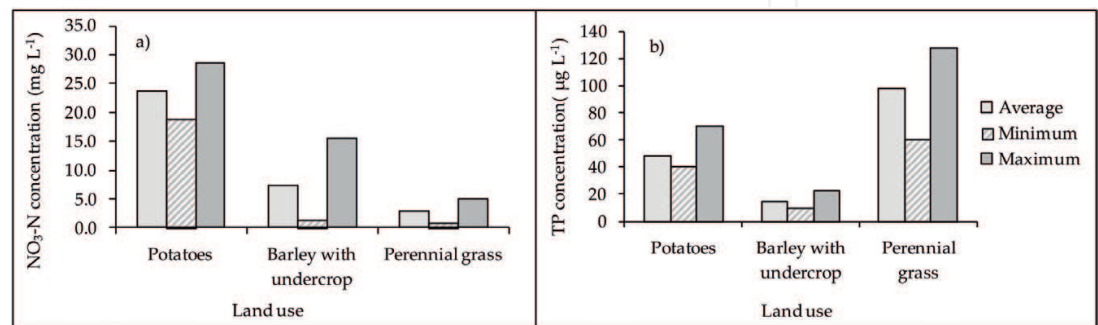 a)
NO₃-N concentration (mg L⁻¹)
35.0
30.0
25.0
20.0
15.0
10.0
5.0
0.0
Potatoes
Barley with
undercrop
Perennial grass
Land use
b)
TP concentration( µg L⁻¹)
140
120
100
80
60
40
20
0
Potatoes
Barley with
undercrop
Perennial
grass
Land use
Average
Minimum
Maximum